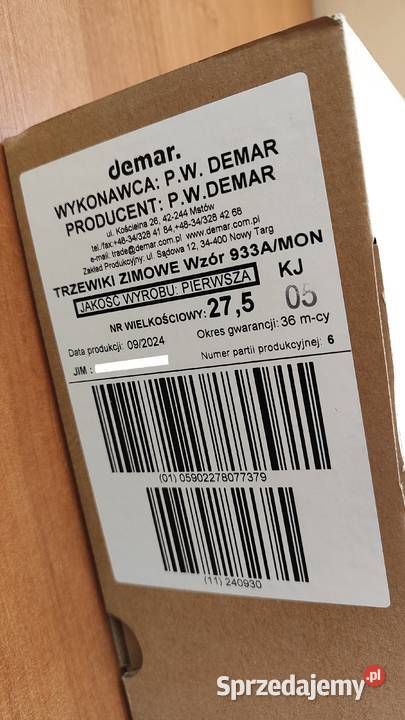 demar.
WYKONAWCA: P.W. DEMAR
PRODUCENT: P.W.DEMAR
ul. Kościelna 26, 42-244 Mstów
tel./fax:+48-34/328 41 84,+48-34/328 42 68
e-mail: trade@demar.com.pl www.demar.com.pl
Zakład Produkcyjny: ul. Sądowa 12, 34-400 Nowy Targ
TRZEWIKI ZIMOWE Wzór 933A/MON
JAKOŚĆ WYROBU: PIERWSZA KJ
NR WIELKOŚCIOWY: 27,5 05
Data produkcji: 09/2024 Okres gwarancji: 36 m-cy
JIM : Numer partii produkcyjnej: 6
(01) 05902278077379
(11) 240930
Sprzedajemy.pl